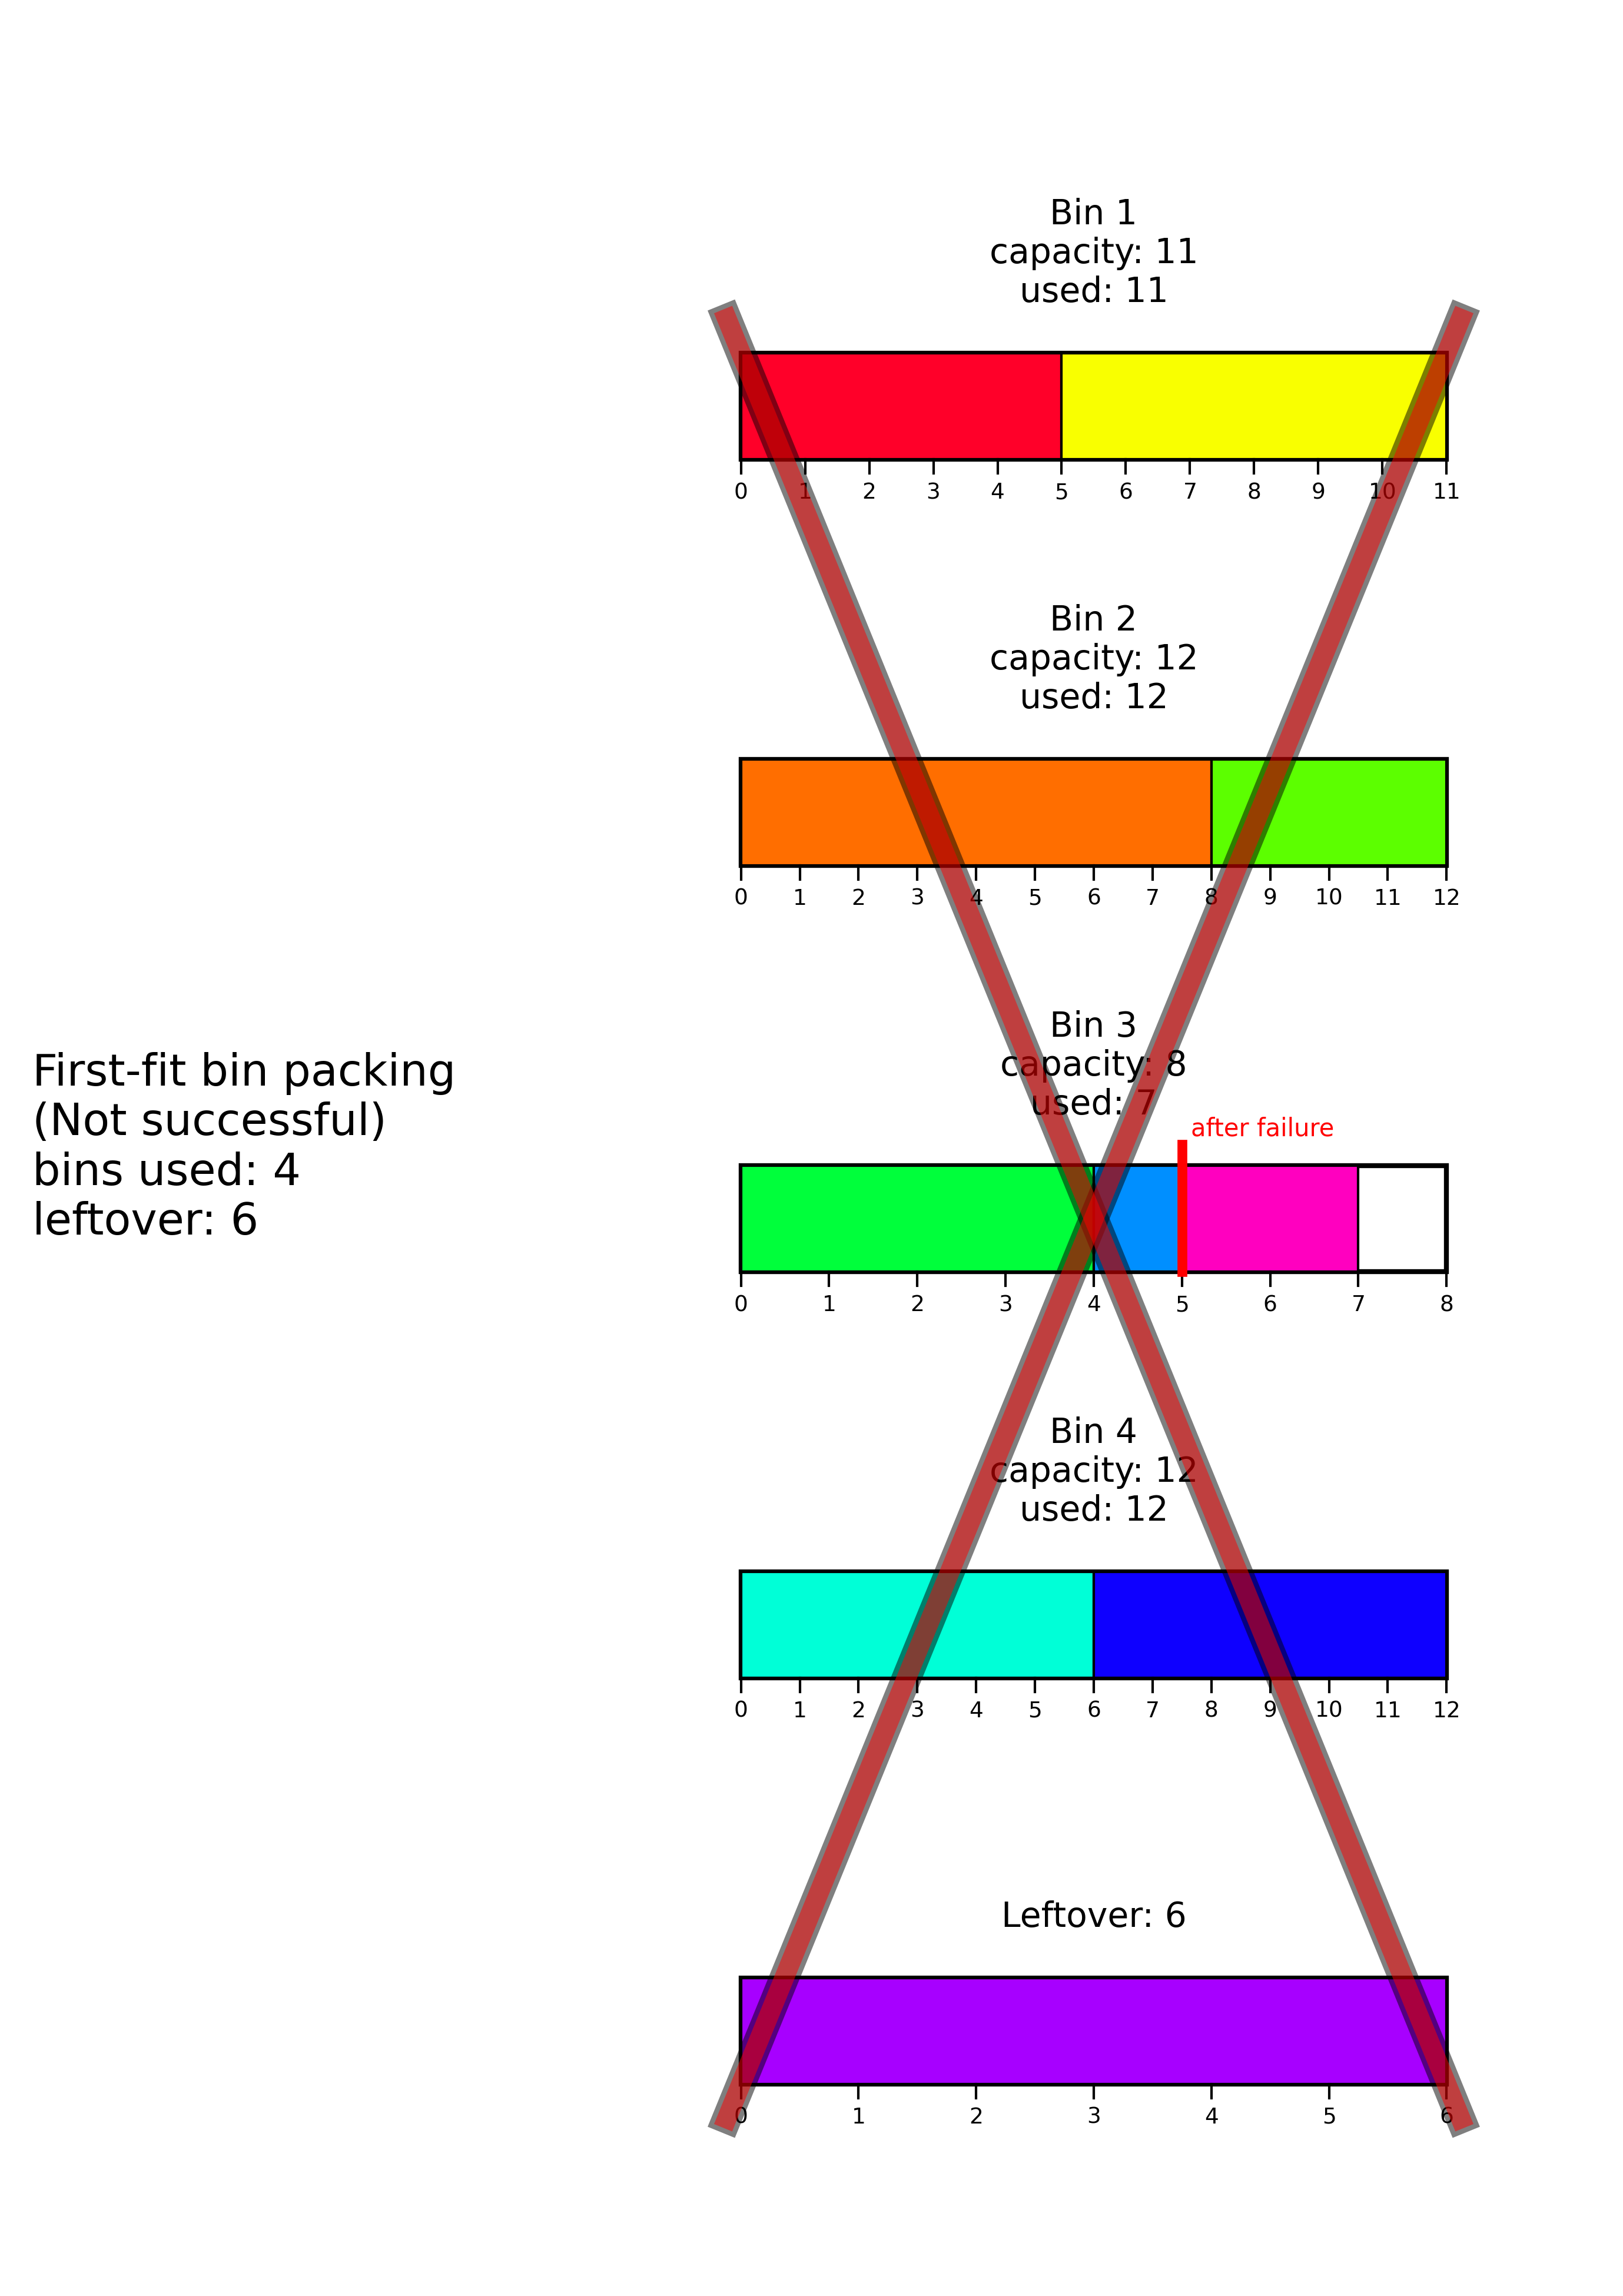 First-fit bin packing
(Not successful)
bins used: 4
leftover: 6
Bin 1
capacity: 11
used: 11
0 1 2 3 4 5 6 7 8 9 10 11
Bin 2
capacity: 12
used: 12
0 1 2 3 4 5 6 7 8 9 10 11 12
Bin 3
capacity: 8
used: 7
after failure
0 1 2 3 4 5 6 7 8
Bin 4
capacity: 12
used: 12
0 1 2 3 4 5 6 7 8 9 10 11 12
Leftover: 6
0 1 2 3 4 5 6